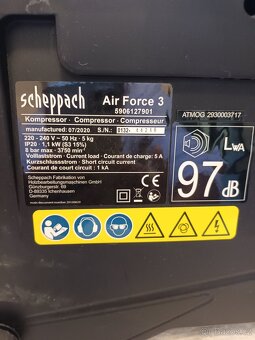 scheppach
Air Force 3
5906127901
ATMOG 2930003717
Kompressor · Compressor · Compresseur
manufactured: 07/2020 S./N.: 0132-
220 - 240 V ~ 50 Hz · 5 kg
IP20 · 1,1 kW (S3 15%)
8 bar max · 3750 min⁻¹
Volllaststrom · Current load · Courant de charge : 5 A
Kurzschlussstrom · Short circuit current
Courant de court circuit : 1 kA
Scheppach Fabrikation von
Holzbearbeitungsmaschinen GmbH
Günzburgerstr. 69
D-89335 Ichenhausen
Germany
CE
LWA
97
dB